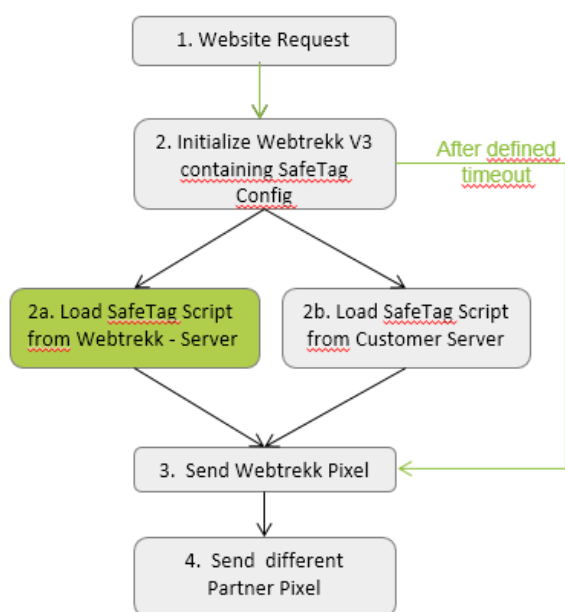 1. Website Request
2. Initialize Webtrekk V3
containing SafeTag
Config
After defined
timeout
2a. Load SafeTag Script
from Webtrekk - Server
2b. Load SafeTag Script
from Customer Server
3. Send Webtrekk Pixel
4. Send different
Partner Pixel